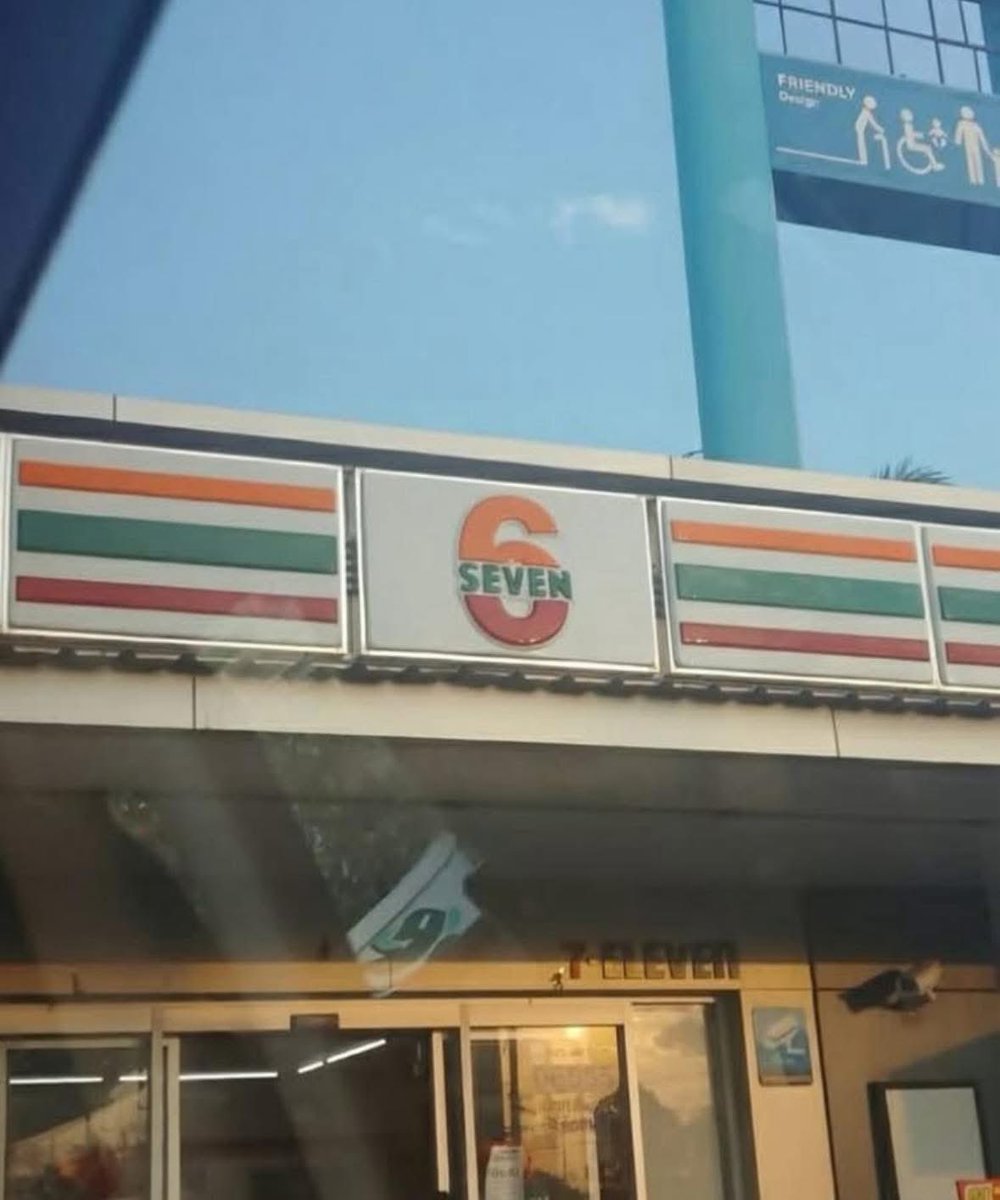 FRIENDLY
Design
6
SEVEN
7-ELEVEN